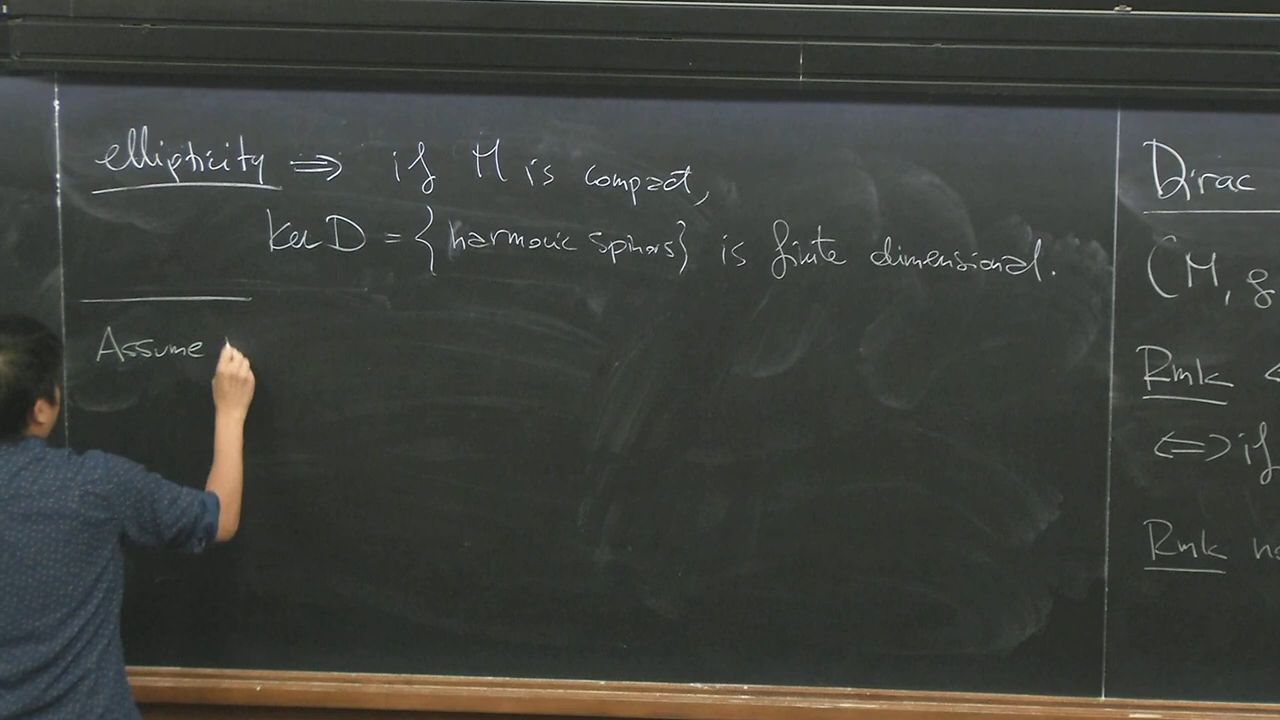 ellipticity ⇒ if M is compact,
Ker D = { harmonic spinors } is finite dimensional.
Assume
Dirac
(M, g
Rmk
⇔ if
Rmk